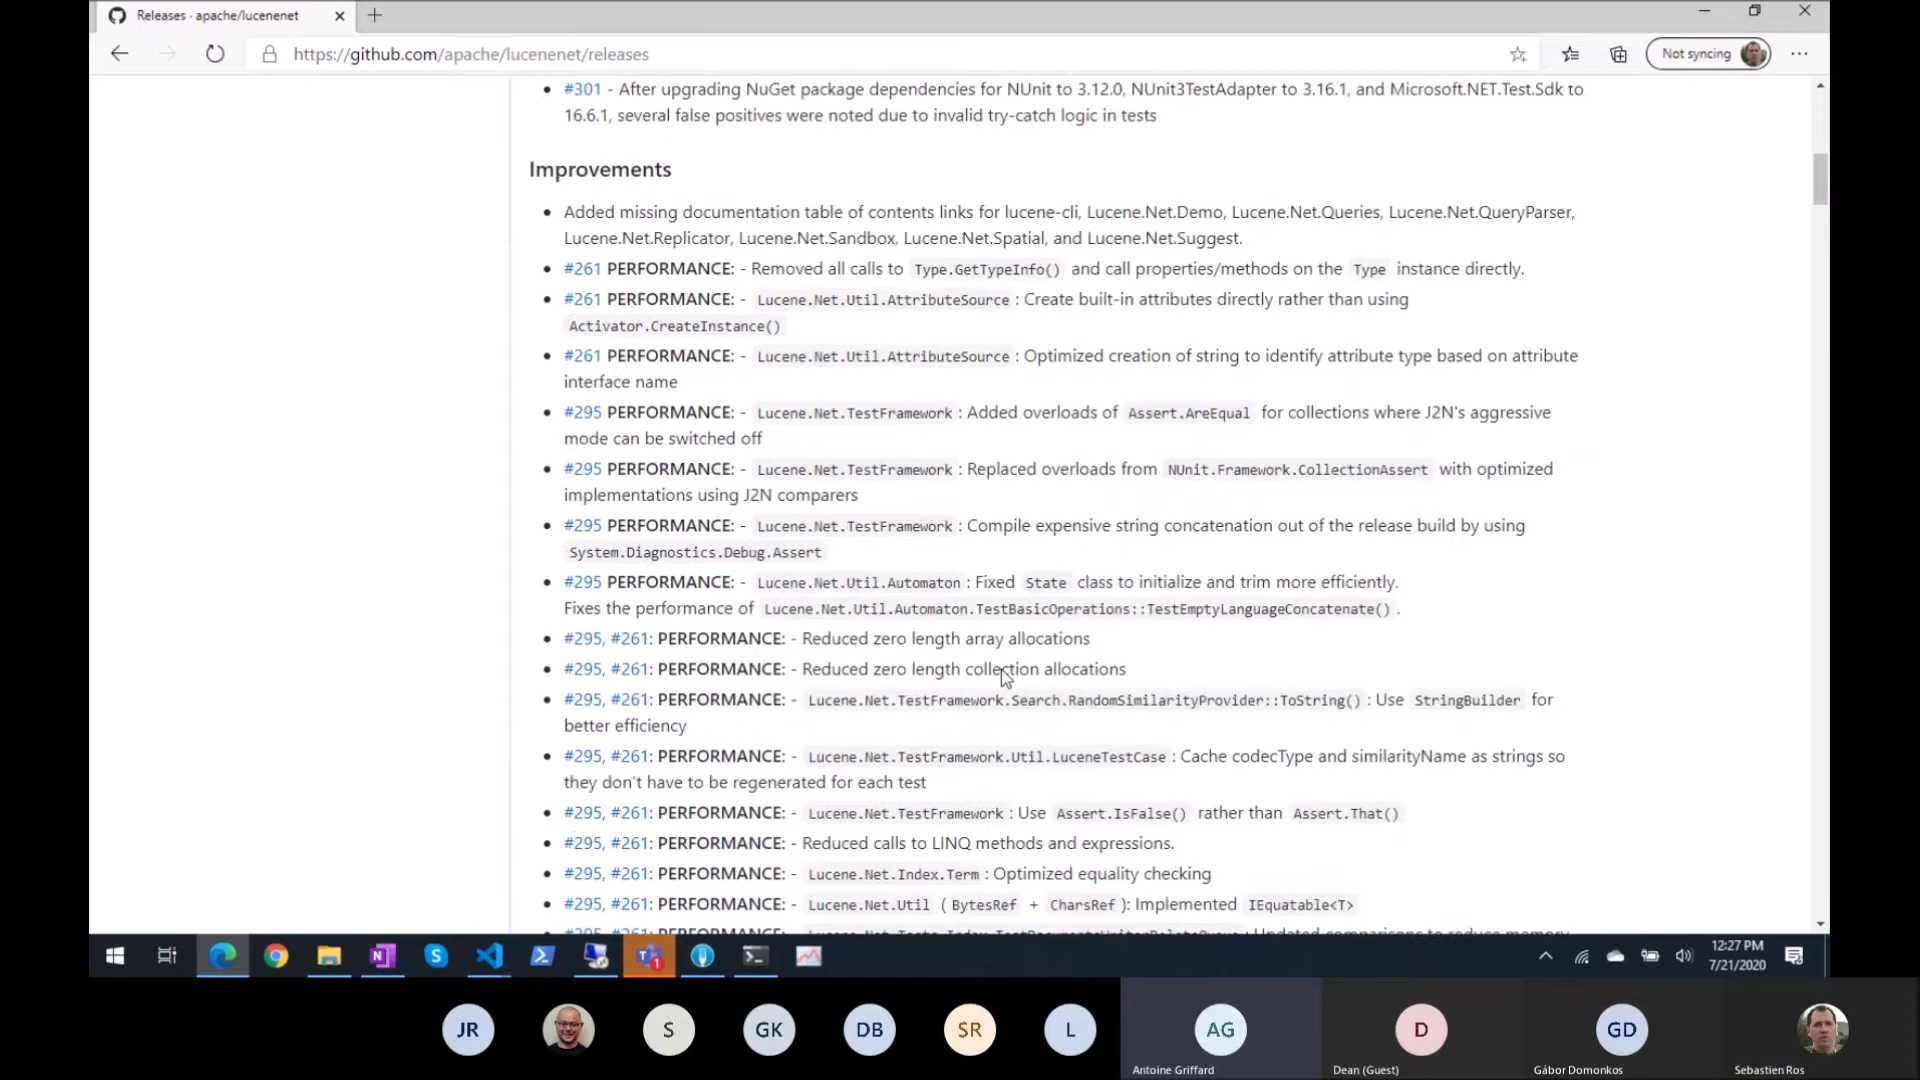 Releases · apache/lucenenet
https://github.com/apache/lucenenet/releases
Not syncing
#301 - After upgrading NuGet package dependencies for NUnit to 3.12.0, NUnit3TestAdapter to 3.16.1, and Microsoft.NET.Test.Sdk to
16.6.1, several false positives were noted due to invalid try-catch logic in tests
Improvements
Added missing documentation table of contents links for lucene-cli, Lucene.Net.Demo, Lucene.Net.Queries, Lucene.Net.QueryParser,
Lucene.Net.Replicator, Lucene.Net.Sandbox, Lucene.Net.Spatial, and Lucene.Net.Suggest.
#261 PERFORMANCE: - Removed all calls to Type.GetTypeInfo() and call properties/methods on the Type instance directly.
#261 PERFORMANCE: - Lucene.Net.Util.AttributeSource : Create built-in attributes directly rather than using
Activator.CreateInstance()
#261 PERFORMANCE: - Lucene.Net.Util.AttributeSource : Optimized creation of string to identify attribute type based on attribute
interface name
#295 PERFORMANCE: - Lucene.Net.TestFramework : Added overloads of Assert.AreEqual for collections where J2N's aggressive
mode can be switched off
#295 PERFORMANCE: - Lucene.Net.TestFramework : Replaced overloads from NUnit.Framework.CollectionAssert with optimized
implementations using J2N comparers
#295 PERFORMANCE: - Lucene.Net.TestFramework : Compile expensive string concatenation out of the release build by using
System.Diagnostics.Debug.Assert
#295 PERFORMANCE: - Lucene.Net.Util.Automaton : Fixed State class to initialize and trim more efficiently.
Fixes the performance of Lucene.Net.Util.Automaton.TestBasicOperations::TestEmptyLanguageConcatenate() .
#295, #261: PERFORMANCE: - Reduced zero length array allocations
#295, #261: PERFORMANCE: - Reduced zero length collection allocations
#295, #261: PERFORMANCE: - Lucene.Net.TestFramework.Search.RandomSimilarityProvider::ToString() : Use StringBuilder for
better efficiency
#295, #261: PERFORMANCE: - Lucene.Net.TestFramework.Util.LuceneTestCase : Cache codecType and similarityName as strings so
they don't have to be regenerated for each test
#295, #261: PERFORMANCE: - Lucene.Net.TestFramework : Use Assert.IsFalse() rather than Assert.That()
#295, #261: PERFORMANCE: - Reduced calls to LINQ methods and expressions.
#295, #261: PERFORMANCE: - Lucene.Net.Index.Term : Optimized equality checking
#295, #261: PERFORMANCE: - Lucene.Net.Util ( BytesRef + CharsRef ): Implemented IEquatable<T>
12:27 PM
7/21/2020
JR
S
GK
DB
SR
L
AG
D
GD
Antoine Griffard
Dean (Guest)
Gábor Domonkos
Sebastien Ros